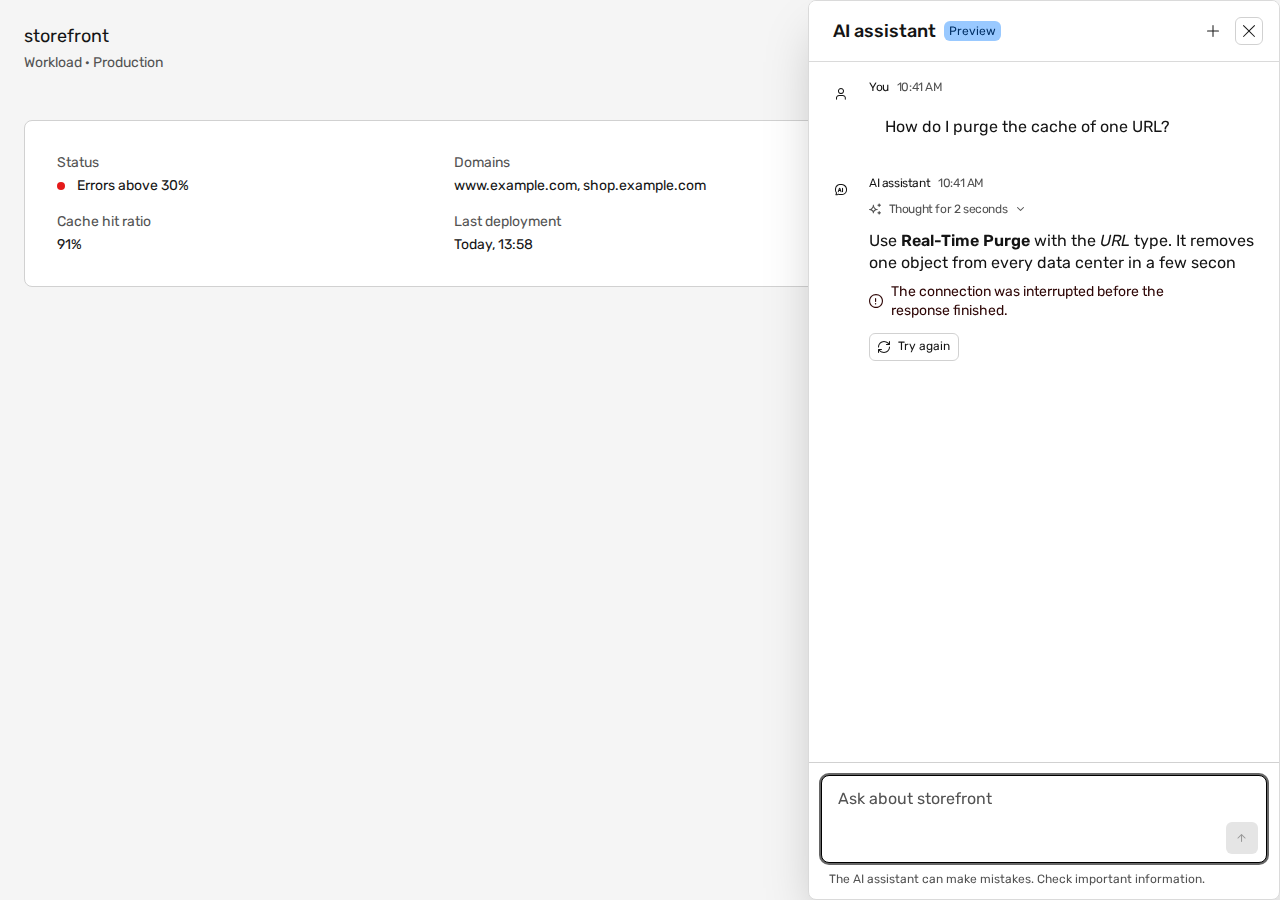 storefront
Workload • Production
Status
Errors above 30%
Domains
www.example.com, shop.example.com
Cache hit ratio
91%
Last deployment
Today, 13:58
AI assistant Preview
You 10:41 AM
How do I purge the cache of one URL?
AI
AI assistant 10:41 AM
Thought for 2 seconds
Use Real-Time Purge with the URL type. It removes
one object from every data center in a few secon
The connection was interrupted before the
response finished.
Try again
Ask about storefront
The AI assistant can make mistakes. Check important information.